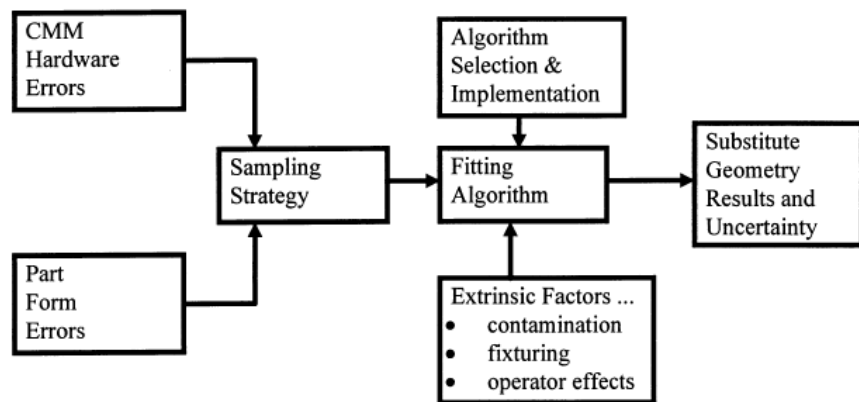 CMM
Hardware
Errors
Algorithm
Selection &
Implementation
Sampling
Strategy
Fitting
Algorithm
Substitute
Geometry
Results and
Uncertainty
Part
Form
Errors
Extrinsic Factors ...
• contamination
• fixturing
• operator effects